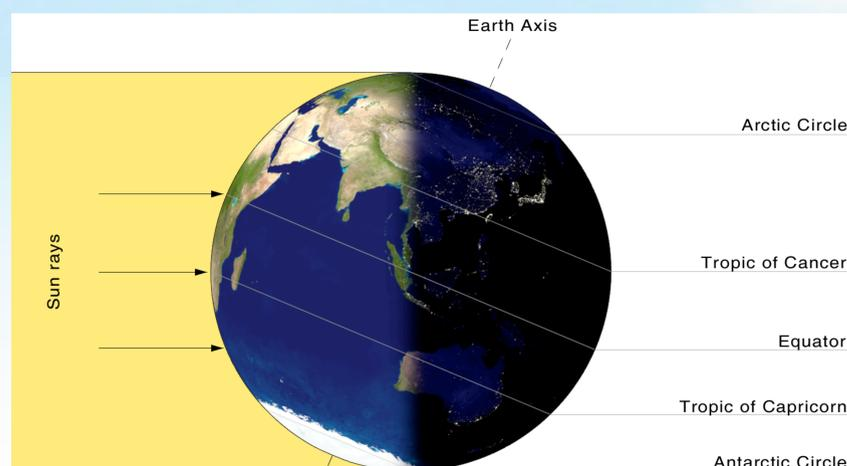 Earth Axis
Arctic Circle
Sun rays
Tropic of Cancer
Equator
Tropic of Capricorn
Antarctic Circle